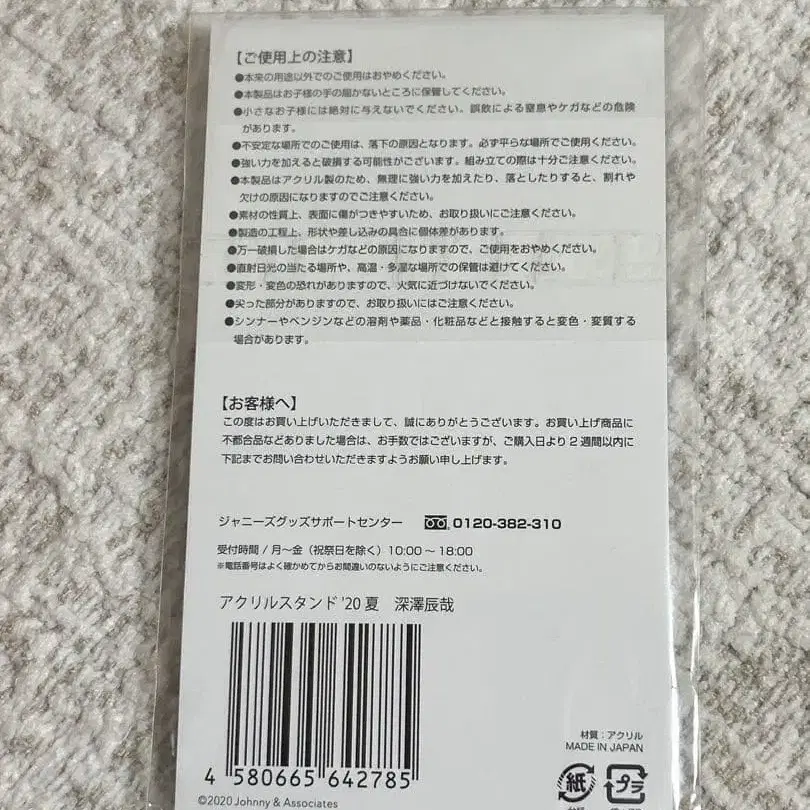 【ご使用上の注意】
●本来の用途以外でのご使用はおやめください。
●本製品はお子様の手の届かないところに保管してください。
●小さなお子様には絶対に与えないでください。誤飲による窒息やケガなどの危険
があります。
●不安定な場所でのご使用は、落下の原因となります。必ず平らな場所でご使用ください。
●強い力を加えると破損する可能性がございます。組み立ての際は十分ご注意ください。
●本製品はアクリル製のため、無理に強い力を加えたり、落としたりすると、割れや
欠けの原因になりますのでご注意ください。
●素材の性質上、表面に傷がつきやすいため、お取り扱いにご注意ください。
●製造の工程上、形状や差し込みの具合に個体差があります。
●万一破損した場合はケガなどの原因になりますので、ご使用をおやめください。
●直射日光の当たる場所や、高温・多湿な場所での保管は避けてください。
●変形・変色の恐れがありますので、火気に近づけないでください。
●尖った部分がありますので、お取り扱いにはご注意ください。
●シンナーやベンジンなどの溶剤や薬品・化粧品などと接触すると変色・変質する
場合があります。
【お客様へ】
この度はお買い上げいただきまして、誠にありがとうございます。お買い上げ商品に
不都合品などありました場合は、お手数ではございますが、ご購入日より2週間以内に
下記までお問い合わせいただきますようお願い申し上げます。
ジャニーズグッズサポートセンター 0120-382-310
受付時間 / 月〜金（祝祭日を除く）10:00〜18:00
※電話番号はよく確かめてからお間違いのないようにご注意ください。
アクリルスタンド '20 夏 深澤辰哉
4 580665 642785
©2020 Johnny & Associates
材質：アクリル
MADE IN JAPAN
紙 プラ